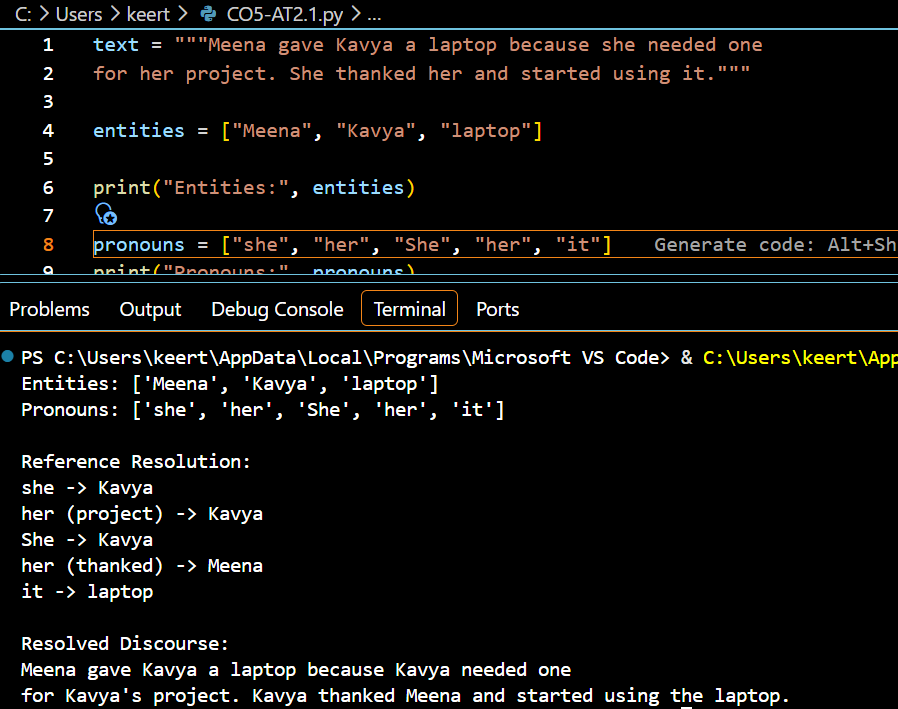 C: > Users > keert > CO5-AT2.1.py > ...
1 text = """Meena gave Kavya a laptop because she needed one
2 for her project. She thanked her and started using it."""
3
4 entities = ["Meena", "Kavya", "laptop"]
5
6 print("Entities:", entities)
7
8 pronouns = ["she", "her", "She", "her", "it"] Generate code: Alt+Sh
9 print("Pronouns:", pronouns)
Problems Output Debug Console Terminal Ports
PS C:\Users\keert\AppData\Local\Programs\Microsoft VS Code> & C:\Users\keert\App
Entities: ['Meena', 'Kavya', 'laptop']
Pronouns: ['she', 'her', 'She', 'her', 'it']
Reference Resolution:
she -> Kavya
her (project) -> Kavya
She -> Kavya
her (thanked) -> Meena
it -> laptop
Resolved Discourse:
Meena gave Kavya a laptop because Kavya needed one
for Kavya's project. Kavya thanked Meena and started using the laptop.